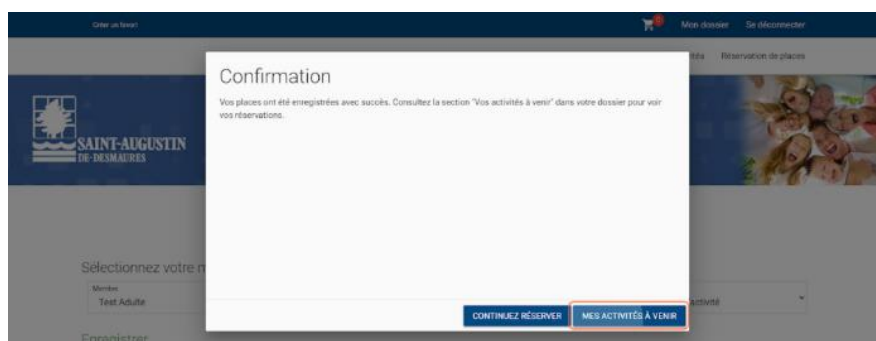 Créer un favori
0
Mon dossier Se déconnecter
Réservation de places
Confirmation
Vos places ont été enregistrées avec succès. Consultez la section "Vos activités à venir" dans votre dossier pour voir
vos réservations.
SAINT-AUGUSTIN
DE-DESMAURES
Sélectionnez votre
Membre
Test Adulte
activité
CONTINUEZ RÉSERVER MES ACTIVITÉS À VENIR
Enregistrer